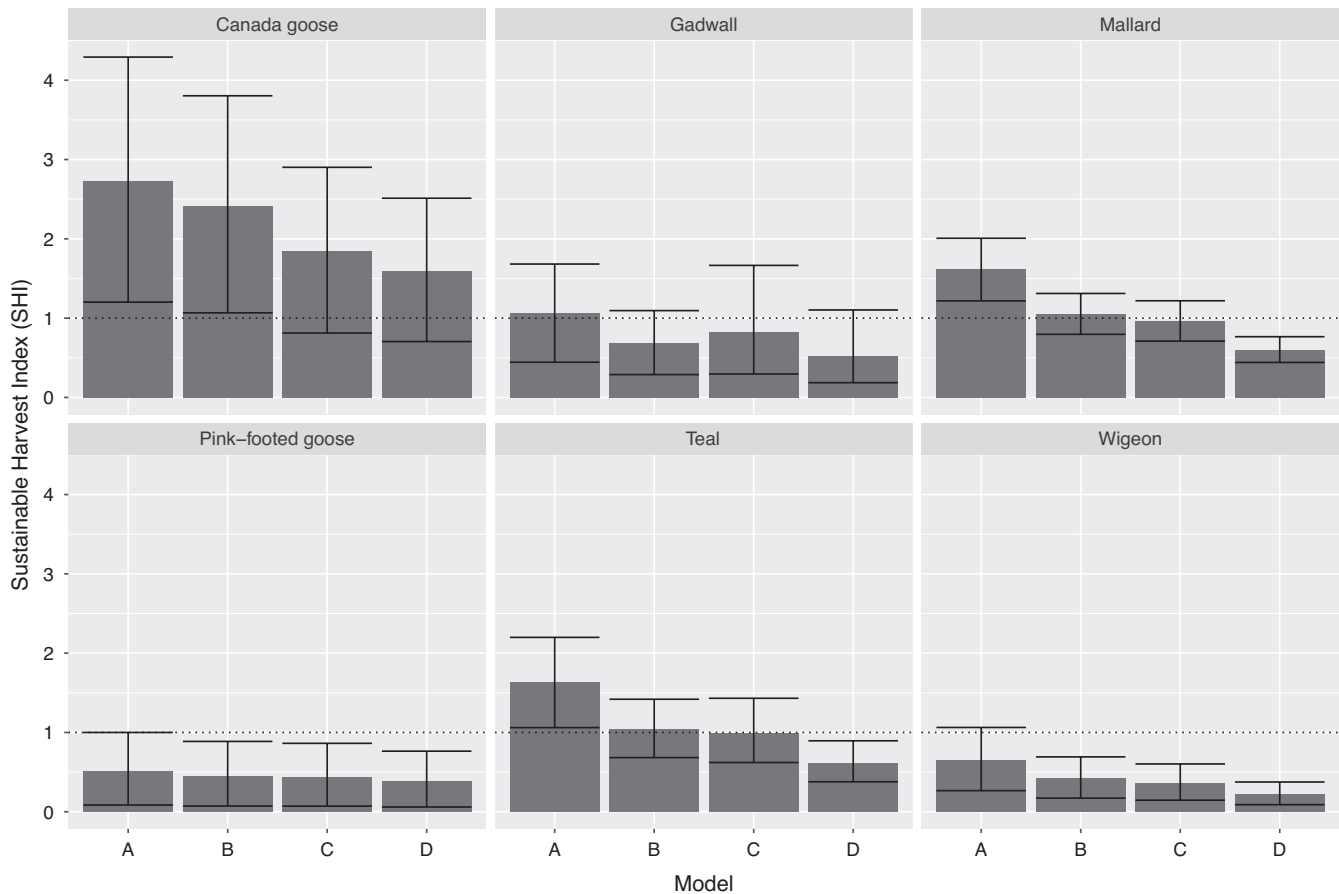 Canada goose Gadwall Mallard
4
3
2
1
0
Pink−footed goose Teal Wigeon
4
3
2
1
0
A B C D A B C D A B C D
Model
Sustainable Harvest Index (SHI)